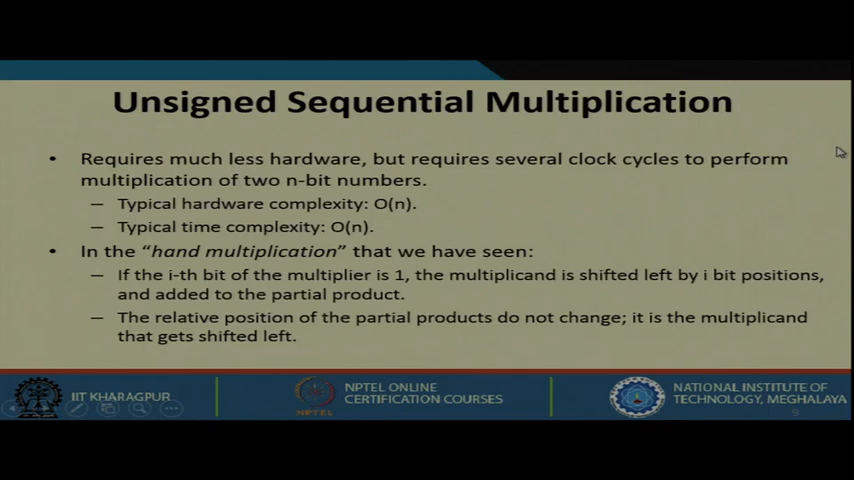 Unsigned Sequential Multiplication
• Requires much less hardware, but requires several clock cycles to perform
multiplication of two n-bit numbers.
– Typical hardware complexity: O(n).
– Typical time complexity: O(n).
• In the “hand multiplication” that we have seen:
– If the i-th bit of the multiplier is 1, the multiplicand is shifted left by i bit positions,
and added to the partial product.
– The relative position of the partial products do not change; it is the multiplicand
that gets shifted left.
IIT KHARAGPUR
NPTEL
NPTEL ONLINE
CERTIFICATION COURSES
NATIONAL INSTITUTE OF
TECHNOLOGY, MEGHALAYA
9